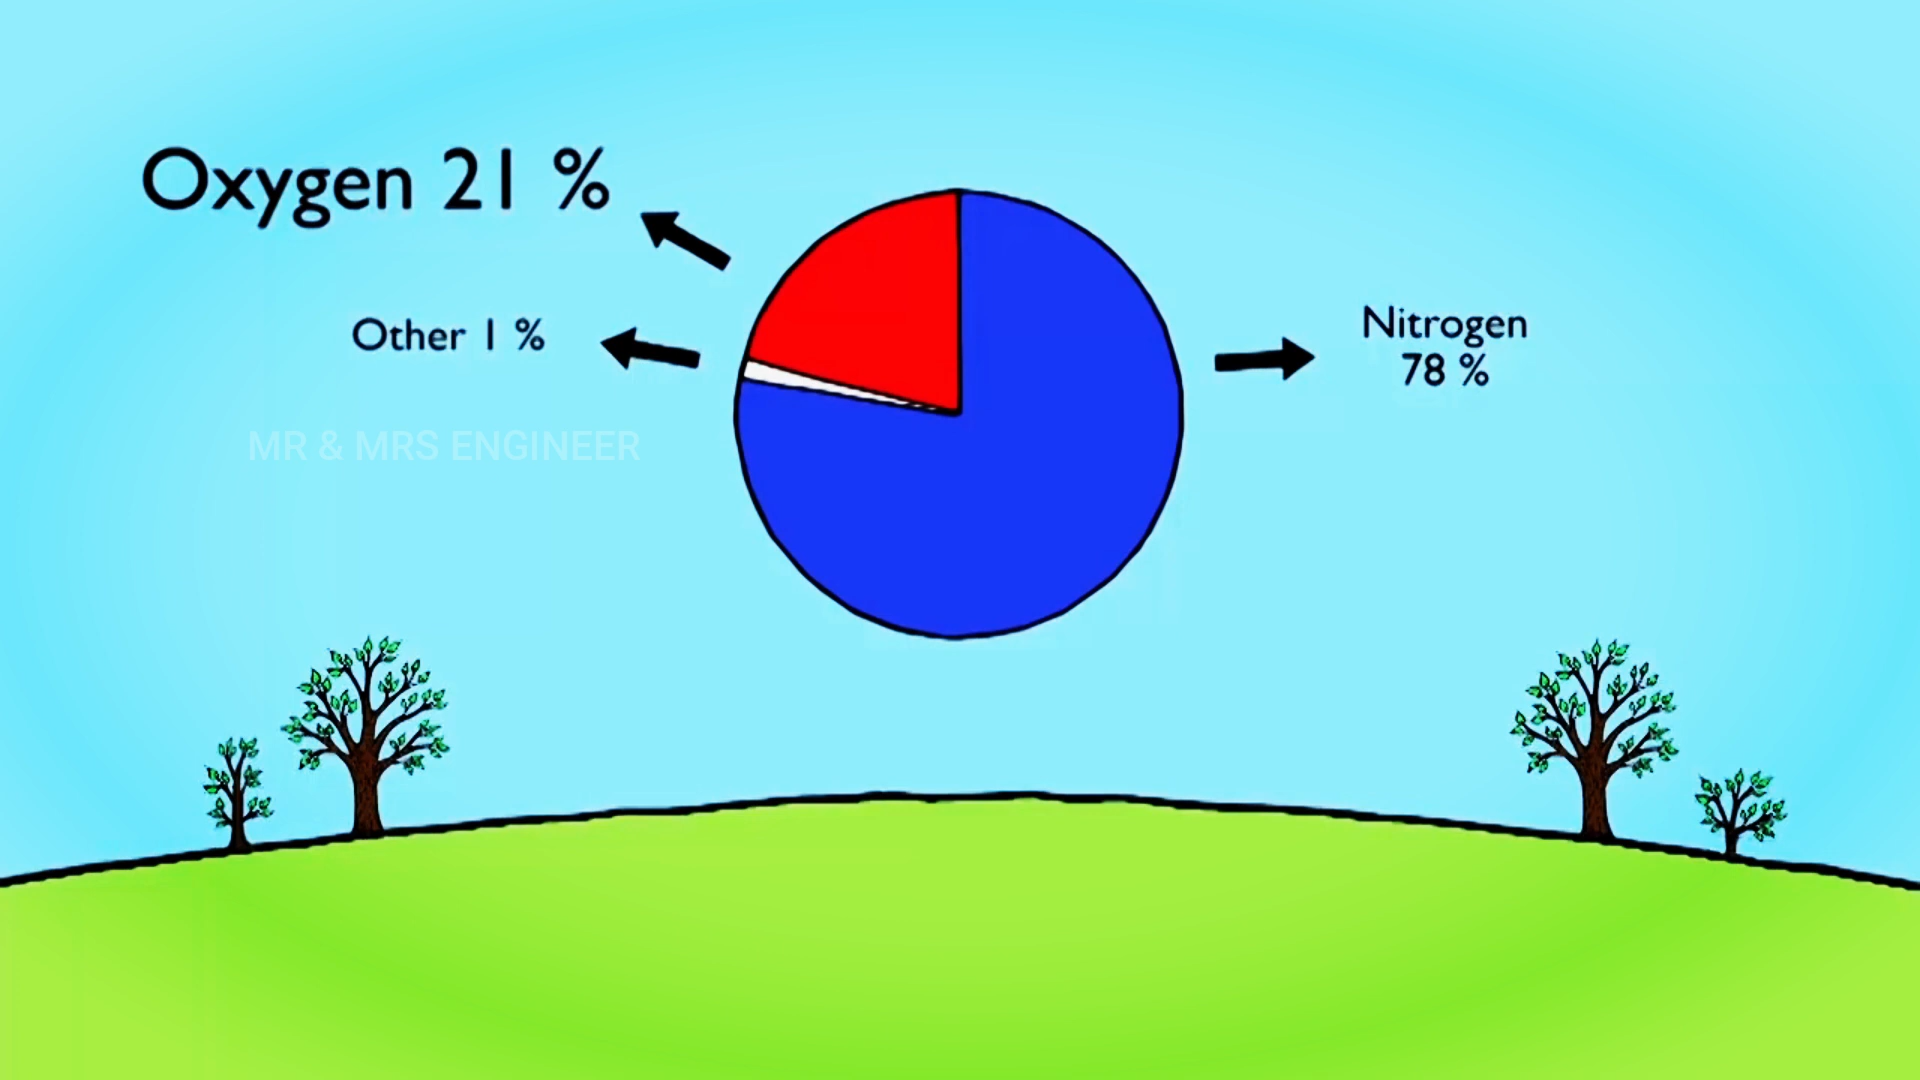 Oxygen 21 %
Other 1 %
Nitrogen
78 %
MR & MRS ENGINEER